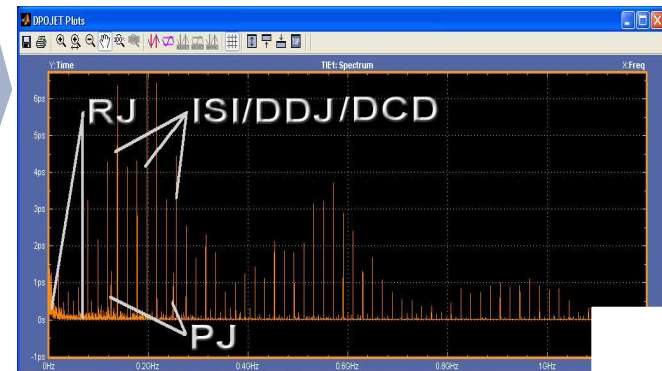 DPOJET Plots
Y:Time TIE1: Spectrum X:Freq
6ps
RJ ISI/DDJ/DCD
5ps
4ps
3ps
2ps
1ps
0s
PJ
-1ps
0Hz 0.2GHz 0.4GHz 0.6GHz 0.8GHz 1GHz